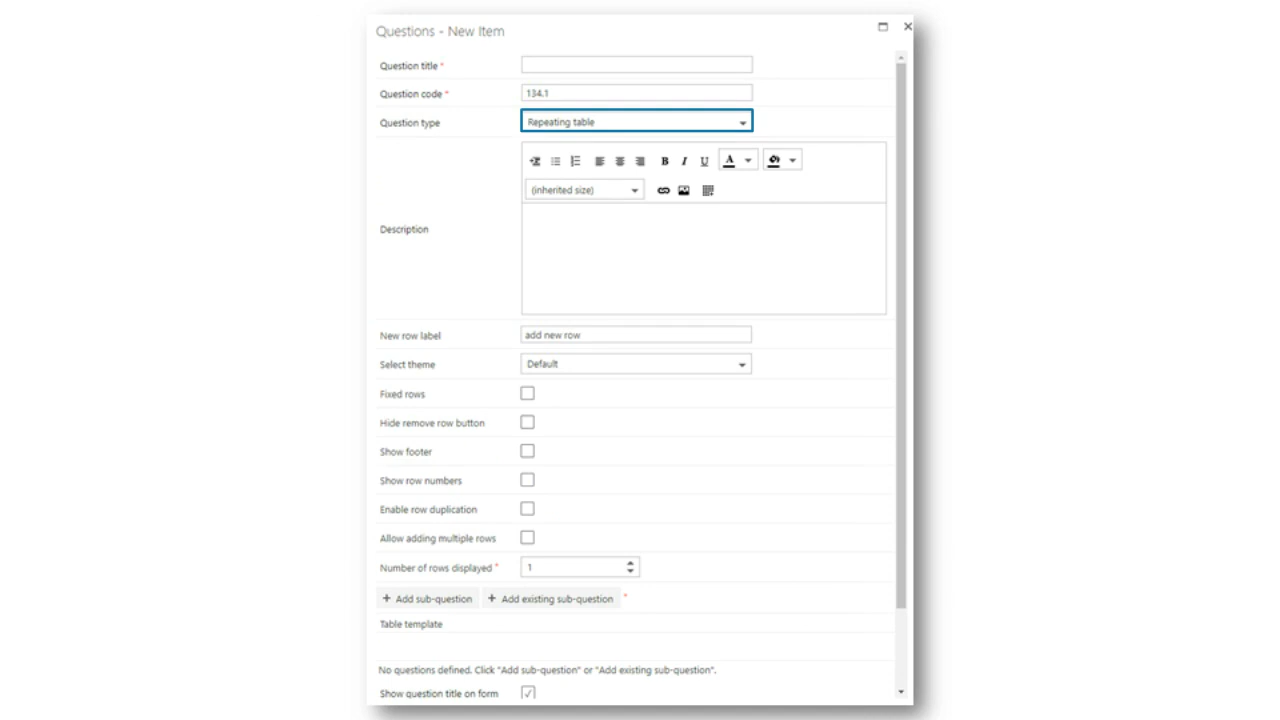 Questions - New Item
Question title *
Question code * 134.1
Question type Repeating table
B I U A
(inherited size)
Description
New row label add new row
Select theme Default
Fixed rows
Hide remove row button
Show footer
Show row numbers
Enable row duplication
Allow adding multiple rows
Number of rows displayed * 1
+ Add sub-question + Add existing sub-question *
Table template
No questions defined. Click "Add sub-question" or "Add existing sub-question".
Show question title on form